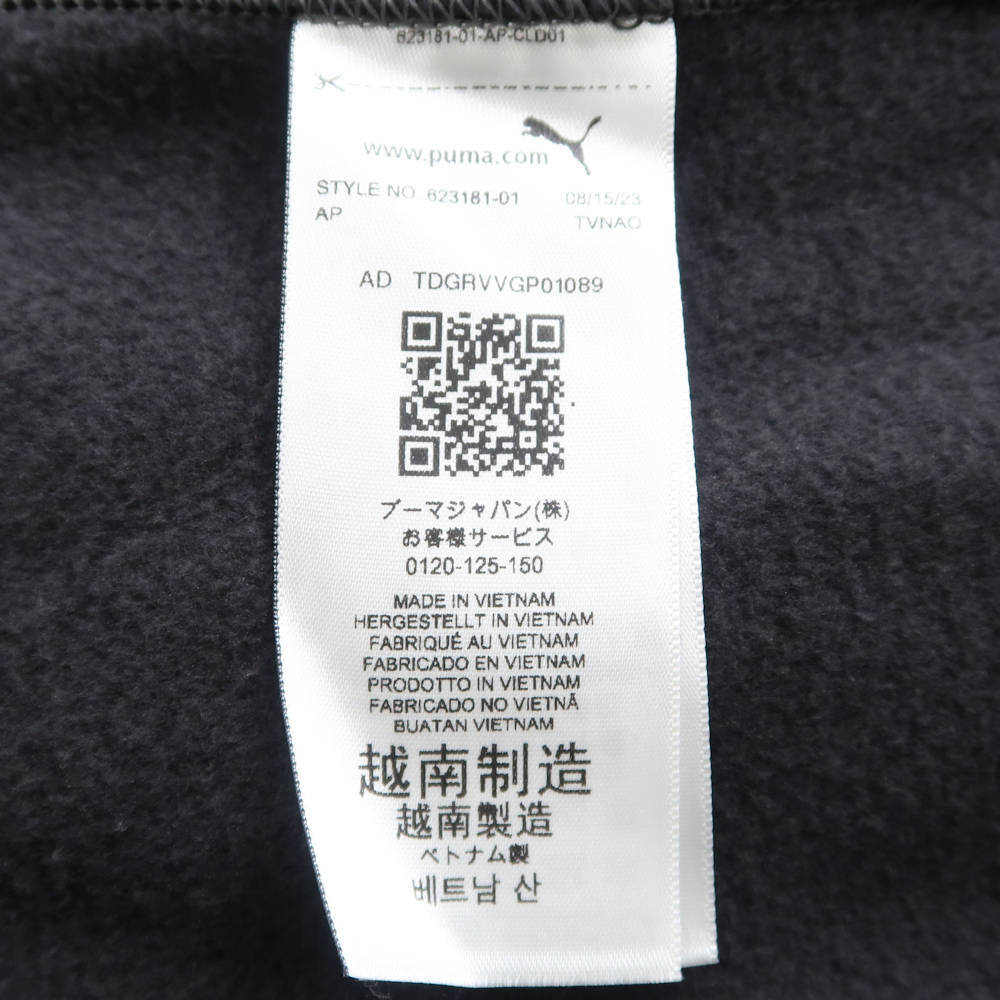 623181-01-AP-CLD01
www.puma.com
STYLE NO 623181-01 08/15/23
AP TVNAO
AD TDGRVVGP01089
プーマジャパン(株)
お客様サービス
0120-125-150
MADE IN VIETNAM
HERGESTELLT IN VIETNAM
FABRIQUÉ AU VIETNAM
FABRICADO EN VIETNAM
PRODOTTO IN VIETNAM
FABRICADO NO VIETNÃ
BUATAN VIETNAM
越南制造
越南製造
ベトナム製
베트남 산